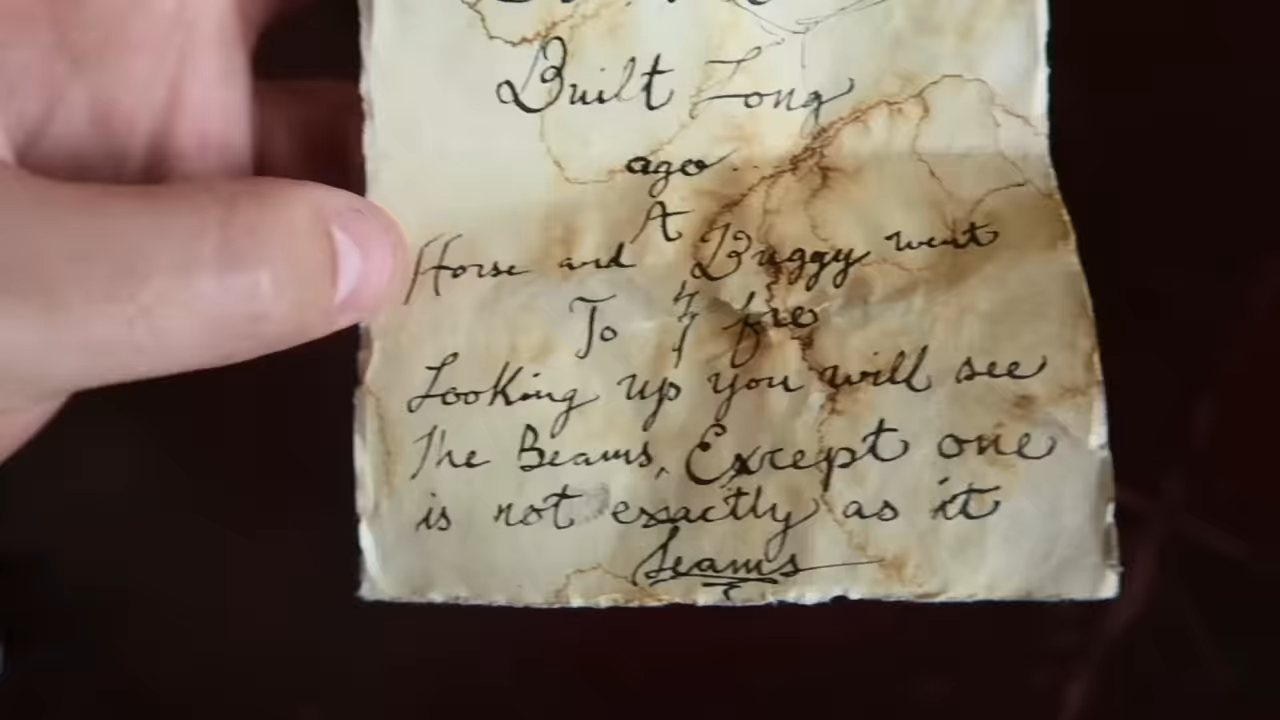 Built Long
ago..
A
Horse and Buggy went
To & fro
Looking up you will see
The Beams, Except one
is not exactly as it
Seams